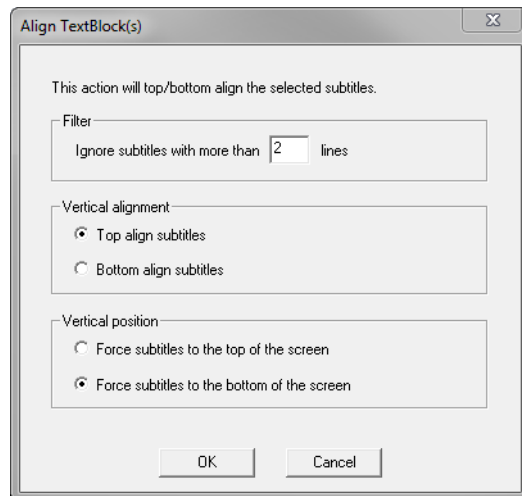 Align TextBlock(s)
This action will top/bottom align the selected subtitles.
Filter
Ignore subtitles with more than 2 lines
Vertical alignment
Top align subtitles
Bottom align subtitles
Vertical position
Force subtitles to the top of the screen
Force subtitles to the bottom of the screen
OK Cancel